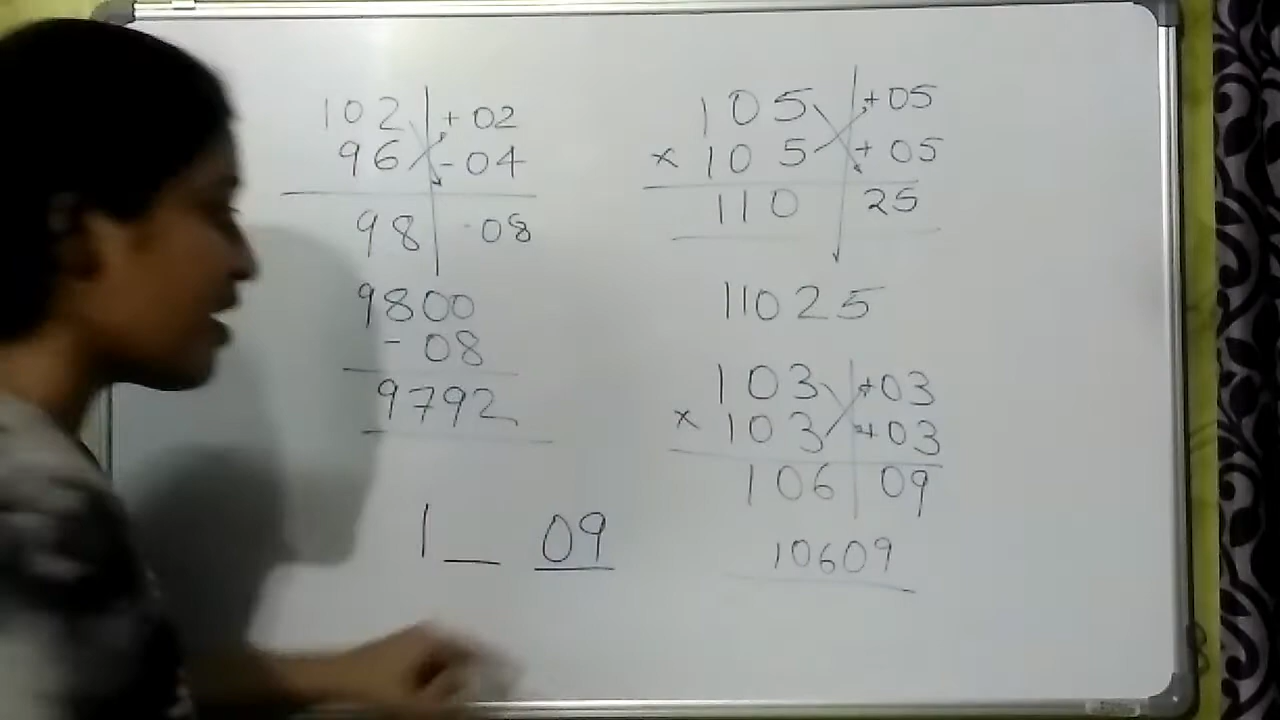 102 | + 02
96 | - 04
98 | - 08
9800
- 08
9792
1 _ 09
105 | + 05
x 105 | + 05
110 25
11025
103 | + 03
x 103 | + 03
106 | 09
10609